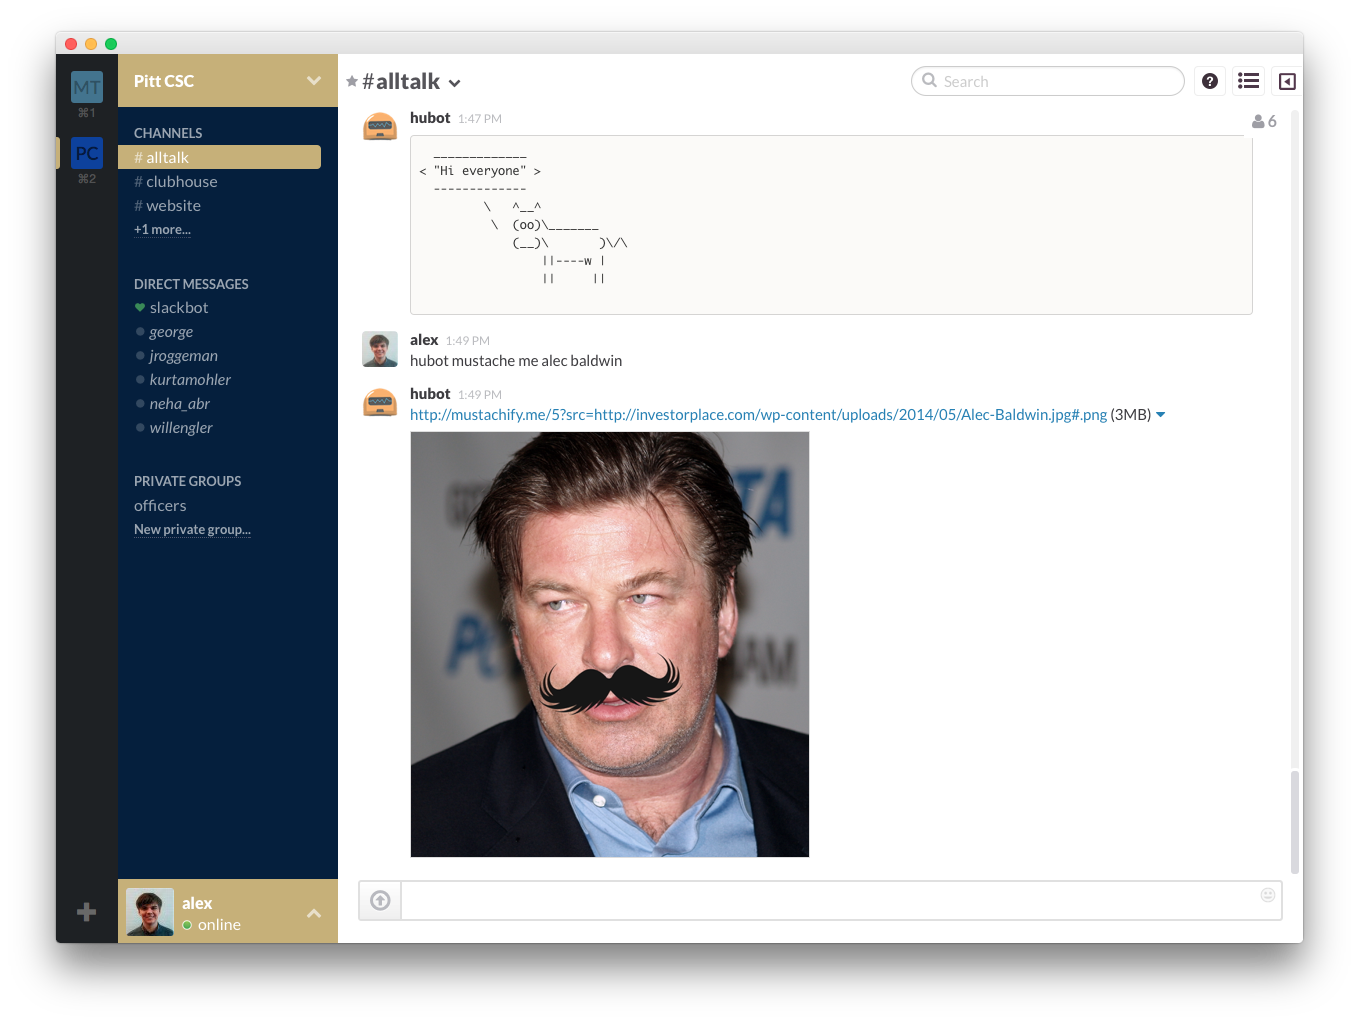 MT
⌘1
PC
⌘2
Pitt CSC
CHANNELS
# alltalk
# clubhouse
# website
+1 more...
DIRECT MESSAGES
slackbot
george
jroggeman
kurtamohler
neha_abr
willengler
PRIVATE GROUPS
officers
New private group...
alex
online
#alltalk
Search
6
hubot 1:47 PM
  _____________
< "Hi everyone" >
  -------------
         \   ^__^
          \  (oo)\_______
             (__)\       )\/\
                 ||----w |
                 ||     ||
alex 1:49 PM
hubot mustache me alec baldwin
hubot 1:49 PM
http://mustachify.me/5?src=http://investorplace.com/wp-content/uploads/2014/05/Alec-Baldwin.jpg#.png (3MB)
TA
AM